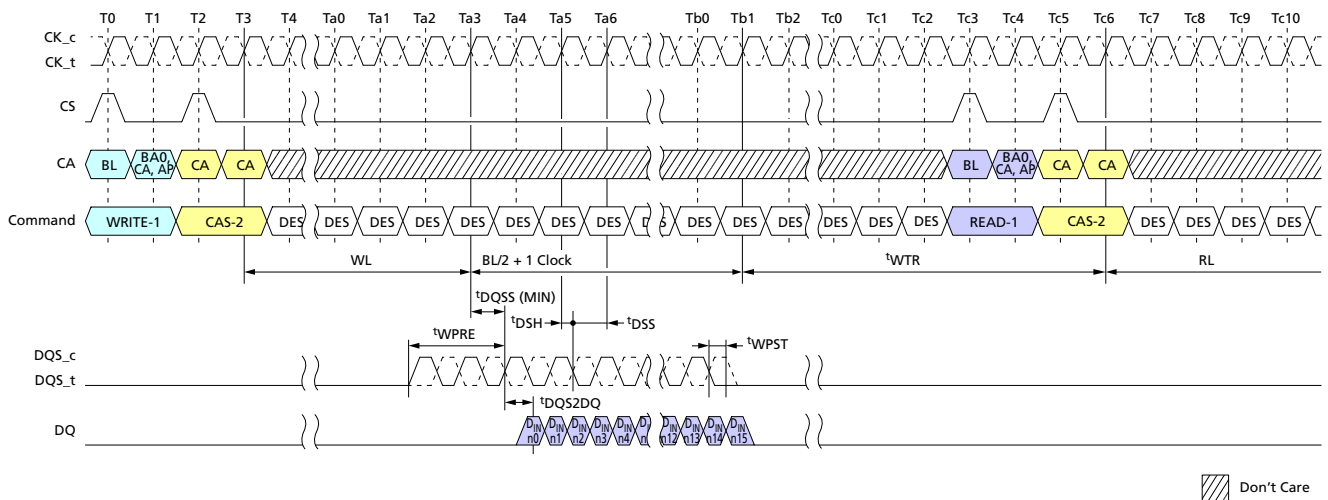 T0 T1 T2 T3 T4 Ta0 Ta1 Ta2 Ta3 Ta4 Ta5 Ta6 Tb0 Tb1 Tb2 Tc0 Tc1 Tc2 Tc3 Tc4 Tc5 Tc6 Tc7 Tc8 Tc9 Tc10
CK_c
CK_t
CS
CA BL BA0, CA, AP CA CA BL BA0, CA, AP CA CA
Command WRITE-1 CAS-2 DES DES DES DES DES DES DES DES DES DES DES DES DES DES READ-1 CAS-2 DES DES DES DES
WL BL/2 + 1 Clock tWTR RL
tDQSS (MIN)
tDSH tDSS
tWPRE tWPST
DQS_c
DQS_t
tDQS2DQ
DQ DIN n0 DIN n1 DIN n2 DIN n3 DIN n4 DIN n12 DIN n13 DIN n14 DIN n15
Don't Care